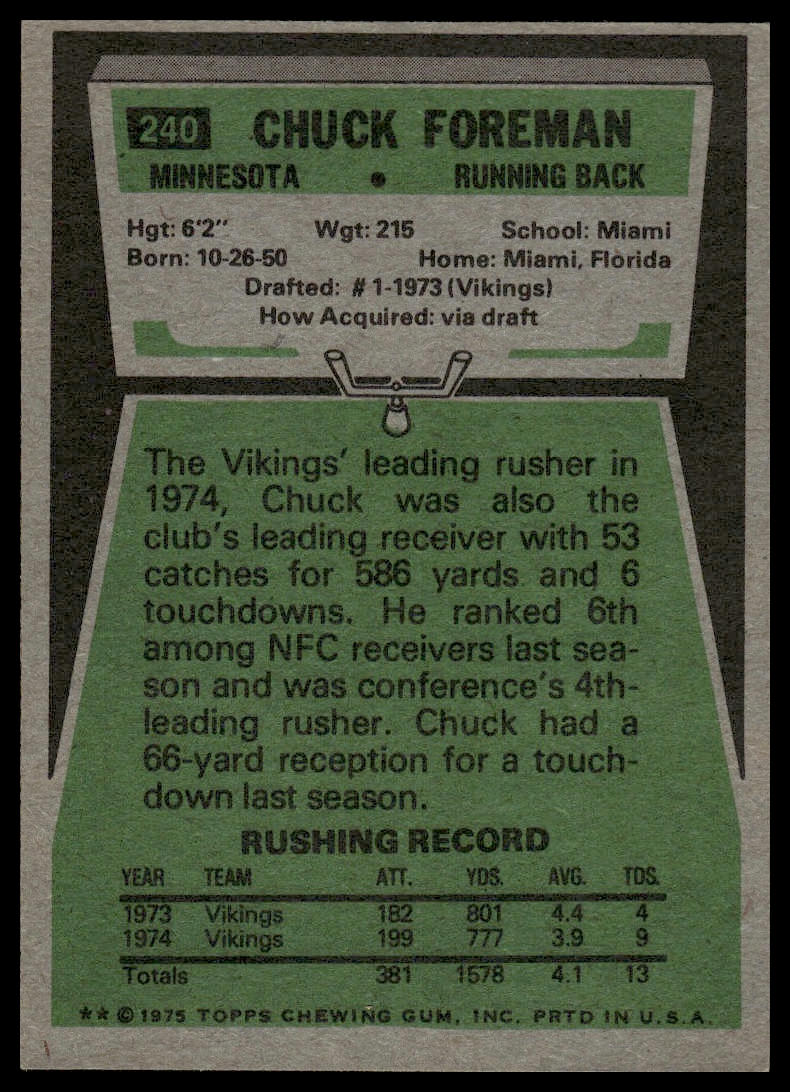 240 CHUCK FOREMAN
MINNESOTA • RUNNING BACK
Hgt: 6'2" Wgt: 215 School: Miami
Born: 10-26-50 Home: Miami, Florida
Drafted: #1-1973 (Vikings)
How Acquired: via draft
The Vikings' leading rusher in
1974, Chuck was also the
club's leading receiver with 53
catches for 586 yards and 6
touchdowns. He ranked 6th
among NFC receivers last sea-
son and was conference's 4th-
leading rusher. Chuck had a
66-yard reception for a touch-
down last season.
RUSHING RECORD
YEAR TEAM ATT. YDS. AVG. TDS.
1973 Vikings 182 801 4.4 4
1974 Vikings 199 777 3.9 9
Totals 381 1578 4.1 13
** © 1975 TOPPS CHEWING GUM, INC. PRTD IN U.S.A.